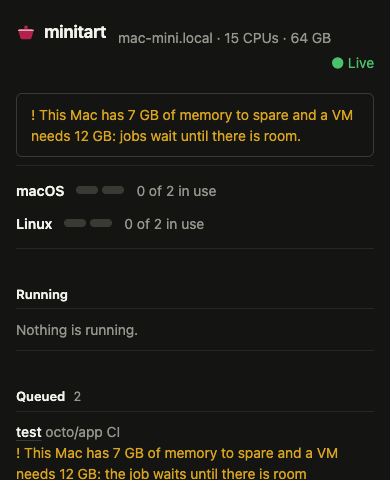 minitart mac-mini.local · 15 CPUs · 64 GB
Live
! This Mac has 7 GB of memory to spare and a VM
needs 12 GB: jobs wait until there is room.
macOS 0 of 2 in use
Linux 0 of 2 in use
Running
Nothing is running.
Queued 2
test octo/app CI
! This Mac has 7 GB of memory to spare and a VM
needs 12 GB: the job waits until there is room